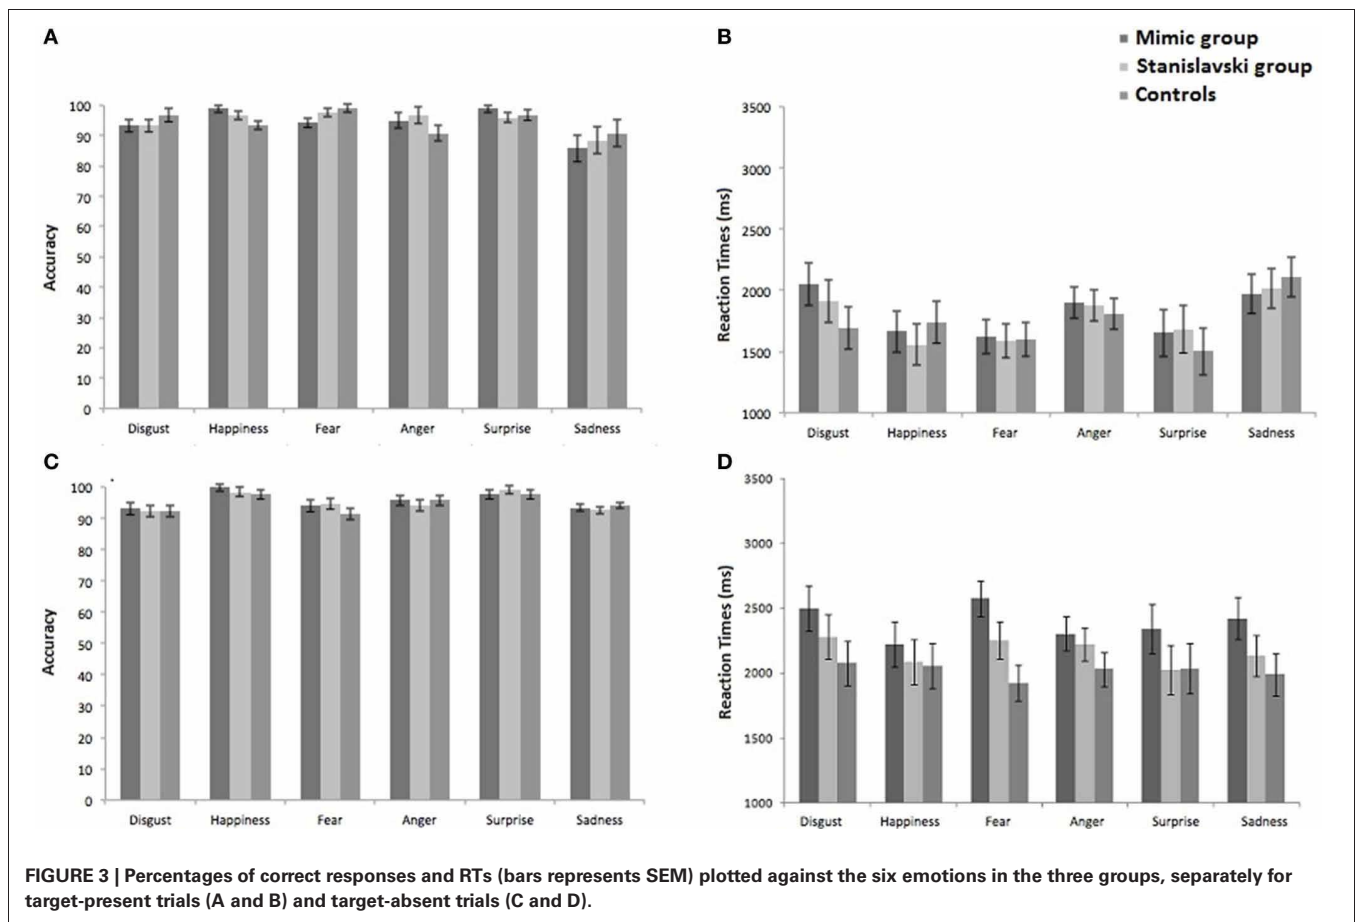 A
B
Mimic group
Stanislavski group
Controls
100
90
80
70
60
50
40
30
20
10
0
Accuracy
Disgust Happiness Fear Anger Surprise Sadness
3500
3000
2500
2000
1500
1000
Reaction Times (ms)
Disgust Happiness Fear Anger Surprise Sadness
C
D
100
90
80
70
60
50
40
30
20
10
0
Accuracy
Disgust Happiness Fear Anger Surprise Sadness
3500
3000
2500
2000
1500
1000
Reaction Times (ms)
Disgust Happiness Fear Anger Surprise Sadness
FIGURE 3 | Percentages of correct responses and RTs (bars represents SEM) plotted against the six emotions in the three groups, separately for
target-present trials (A and B) and target-absent trials (C and D).